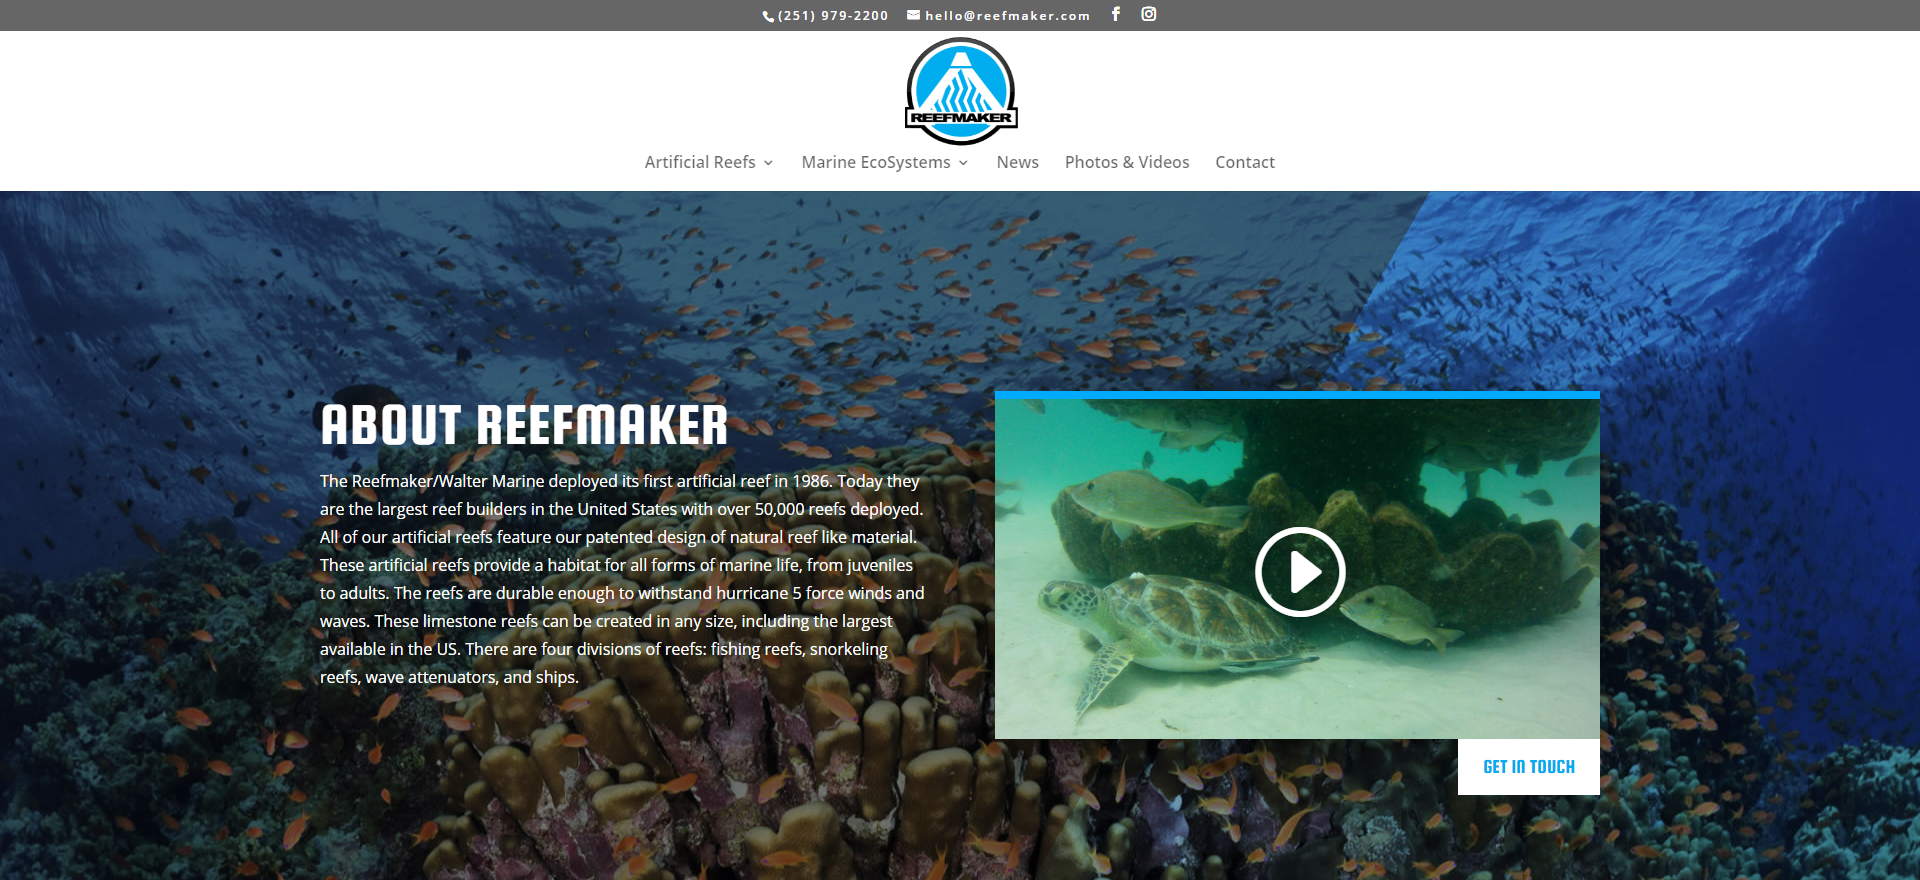 (251) 979-2200 hello@reefmaker.com
REEFMAKER
Artificial Reefs Marine EcoSystems News Photos & Videos Contact
ABOUT REEFMAKER
The Reefmaker/Walter Marine deployed its first artificial reef in 1986. Today they
are the largest reef builders in the United States with over 50,000 reefs deployed.
All of our artificial reefs feature our patented design of natural reef like material.
These artificial reefs provide a habitat for all forms of marine life, from juveniles
to adults. The reefs are durable enough to withstand hurricane 5 force winds and
waves. These limestone reefs can be created in any size, including the largest
available in the US. There are four divisions of reefs: fishing reefs, snorkeling
reefs, wave attenuators, and ships.
GET IN TOUCH